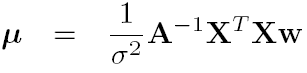 μ = 1/σ² A⁻¹XᵀXw